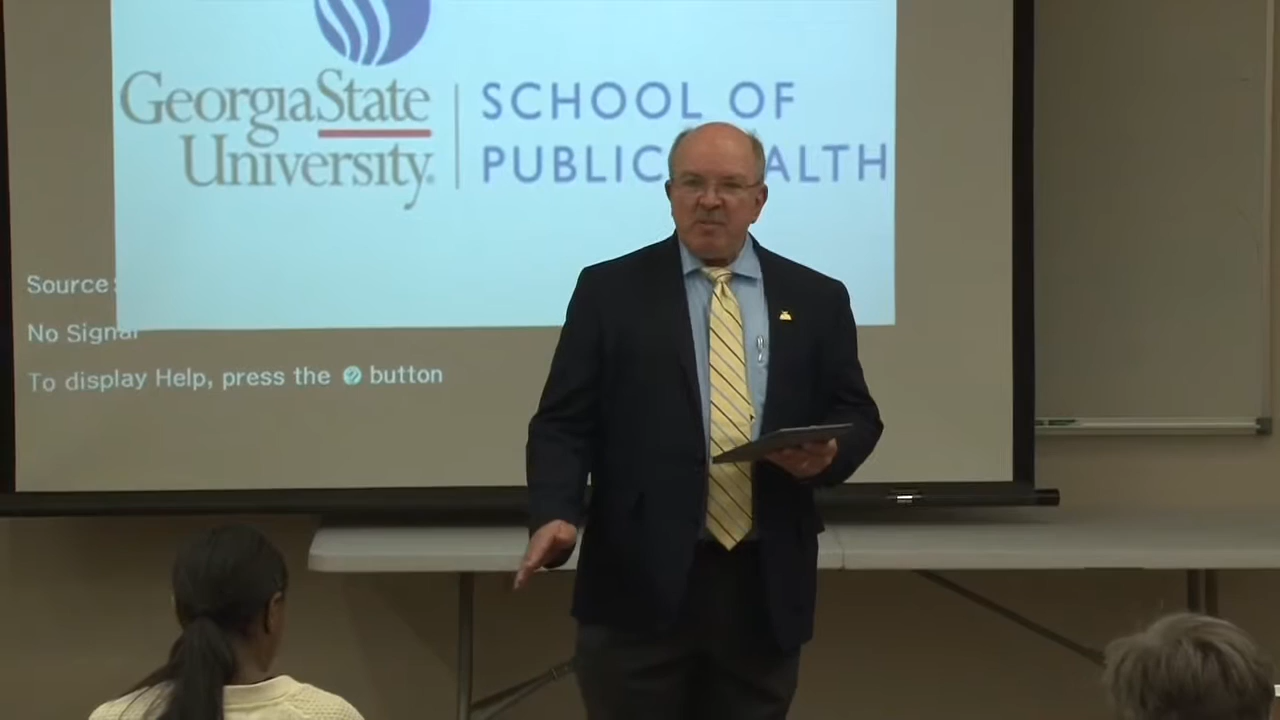 GeorgiaState
University.
SCHOOL OF
PUBLIC ALTH
Source
No Signal
To display Help, press the button